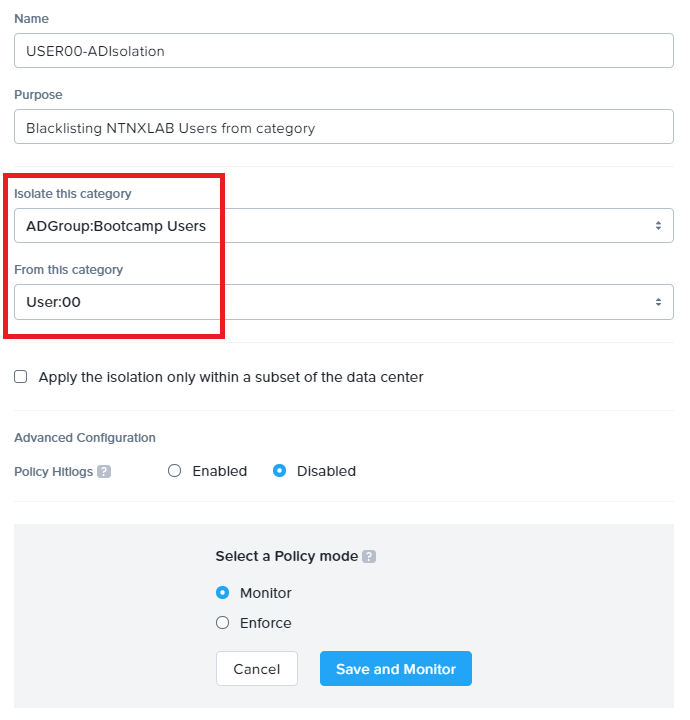 Name
USER00-ADIsolation
Purpose
Blacklisting NTNXLAB Users from category
Isolate this category
ADGroup:Bootcamp Users
From this category
User:00
Apply the isolation only within a subset of the data center
Advanced Configuration
Policy Hitlogs ? Enabled Disabled
Select a Policy mode ?
Monitor
Enforce
Cancel Save and Monitor